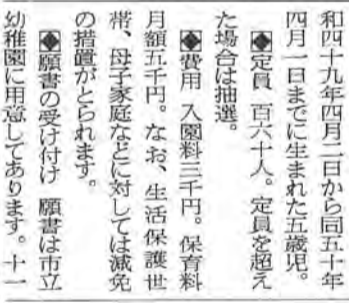 和四十九年四月二日から同五十年
四月一日までに生まれた五歳児。
◆定員 百六十人。定員を超え
た場合は抽選。
◆費用 入園料三千円。保育料
月額五千円。なお、生活保護世
帯、母子家庭などに対しては減免
の措置がとられます。
◆願書の受け付け 願書は市立
幼稚園に用意してあります。十一